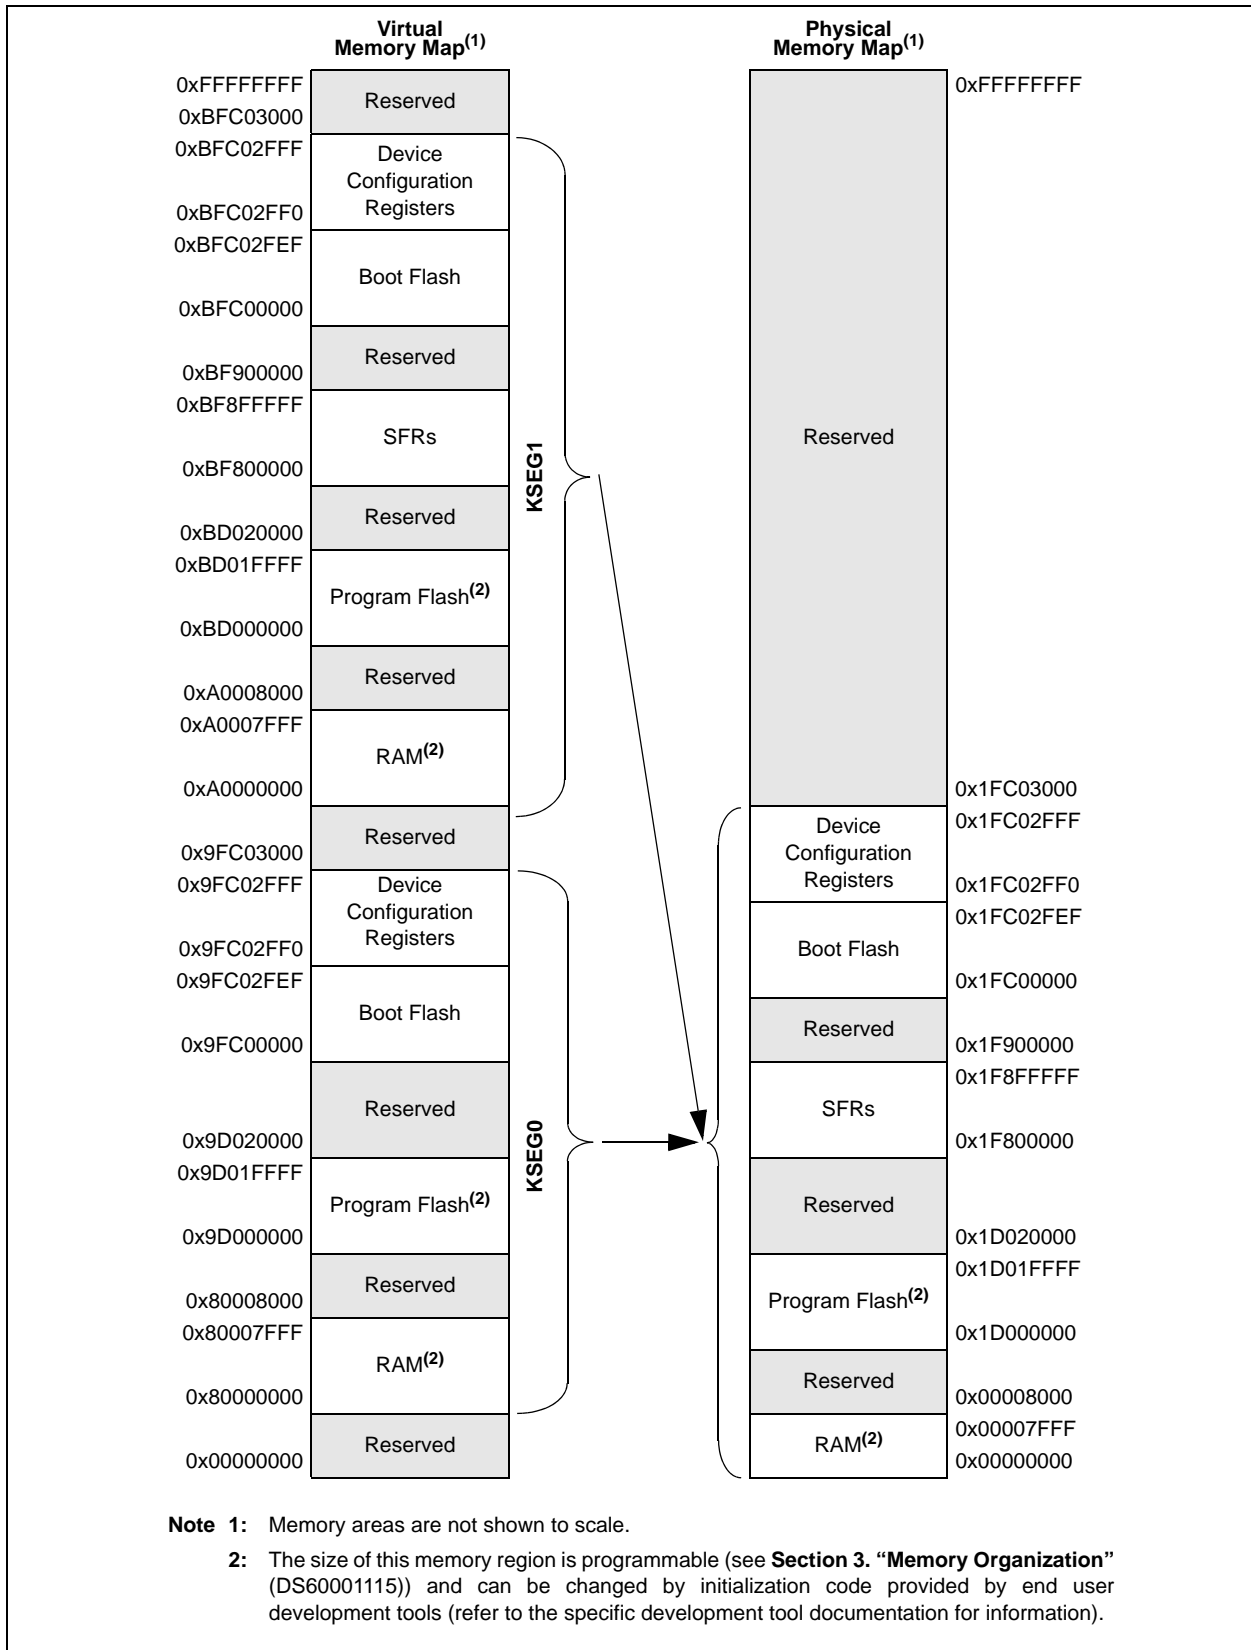 Virtual
Memory Map(1)
Physical
Memory Map(1)
0xFFFFFFFF
Reserved
0xBFC03000
0xBFC02FFF
Device
Configuration
Registers
0xBFC02FF0
0xBFC02FEF
Boot Flash
0xBFC00000
Reserved
0xBF900000
0xBF8FFFFF
SFRs
0xBF800000
Reserved
0xBD020000
0xBD01FFFF
Program Flash(2)
0xBD000000
Reserved
0xA0008000
0xA0007FFF
RAM(2)
0xA0000000
Reserved
0x9FC03000
0x9FC02FFF
Device
Configuration
Registers
0x9FC02FF0
0x9FC02FEF
Boot Flash
0x9FC00000
Reserved
0x9D020000
0x9D01FFFF
Program Flash(2)
0x9D000000
Reserved
0x80008000
0x80007FFF
RAM(2)
0x80000000
Reserved
0x00000000
KSEG1
KSEG0
0xFFFFFFFF
Reserved
0x1FC03000
0x1FC02FFF
Device
Configuration
Registers
0x1FC02FF0
0x1FC02FEF
Boot Flash
0x1FC00000
Reserved
0x1F900000
0x1F8FFFFF
SFRs
0x1F800000
Reserved
0x1D020000
0x1D01FFFF
Program Flash(2)
0x1D000000
Reserved
0x00008000
0x00007FFF
RAM(2)
0x00000000
Note 1: Memory areas are not shown to scale.
2: The size of this memory region is programmable (see Section 3. “Memory Organization”
(DS60001115)) and can be changed by initialization code provided by end user
development tools (refer to the specific development tool documentation for information).